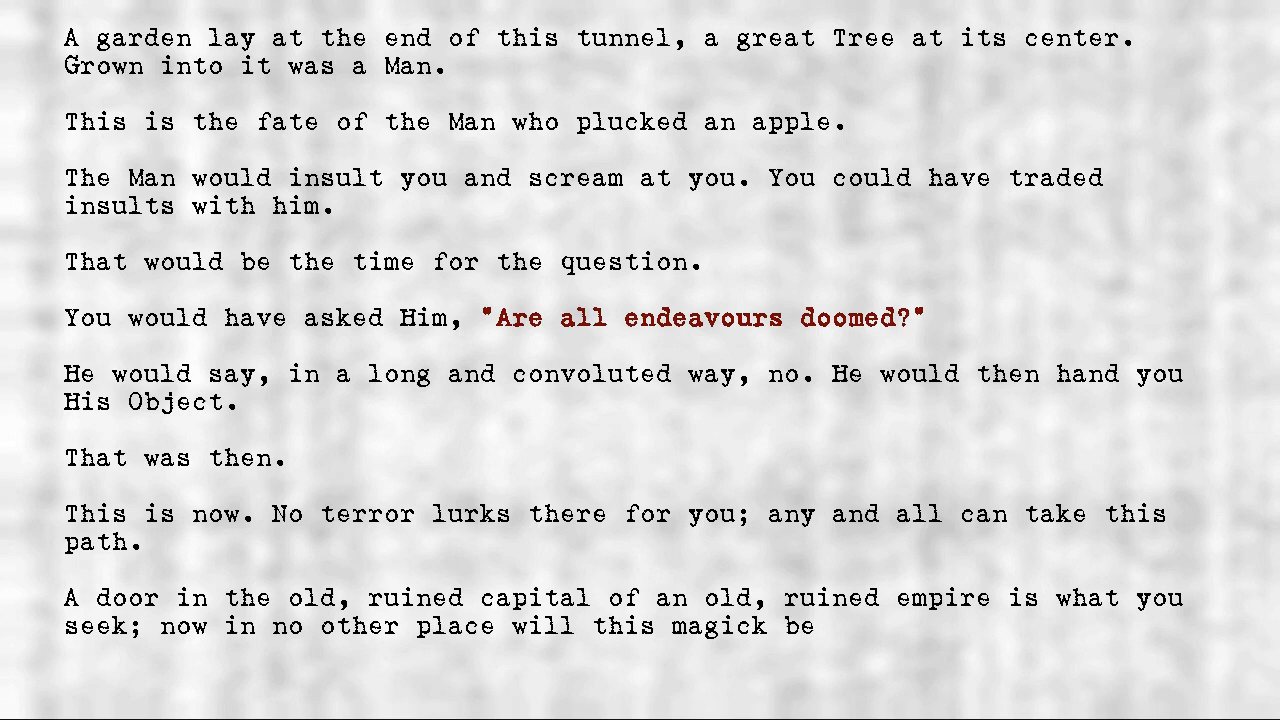 A garden lay at the end of this tunnel, a great Tree at its center.
Grown into it was a Man.
This is the fate of the Man who plucked an apple.
The Man would insult you and scream at you. You could have traded
insults with him.
That would be the time for the question.
You would have asked Him, "Are all endeavours doomed?"
He would say, in a long and convoluted way, no. He would then hand you
His Object.
That was then.
This is now. No terror lurks there for you; any and all can take this
path.
A door in the old, ruined capital of an old, ruined empire is what you
seek; now in no other place will this magick be